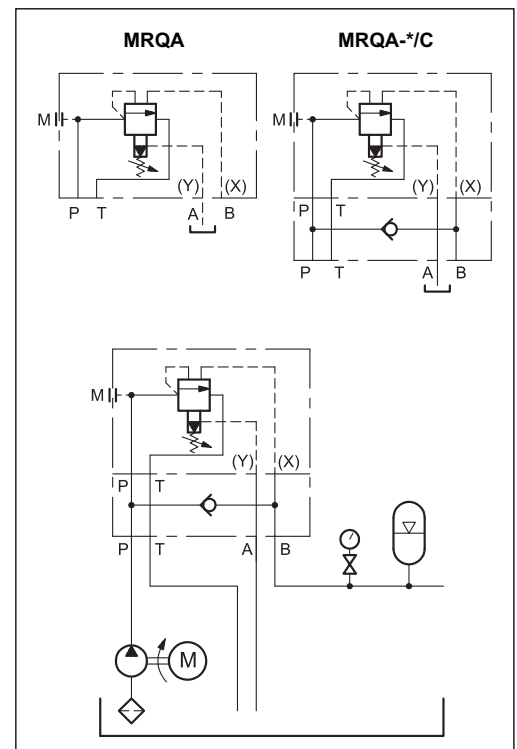 MRQA MRQA-*/C
M M
(Y) (X) (Y) (X)
P T A B P T
P T A B
M
(Y) (X)
P T
P T A B
M